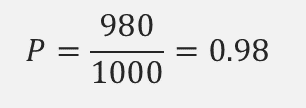 P = 980/1000 = 0.98